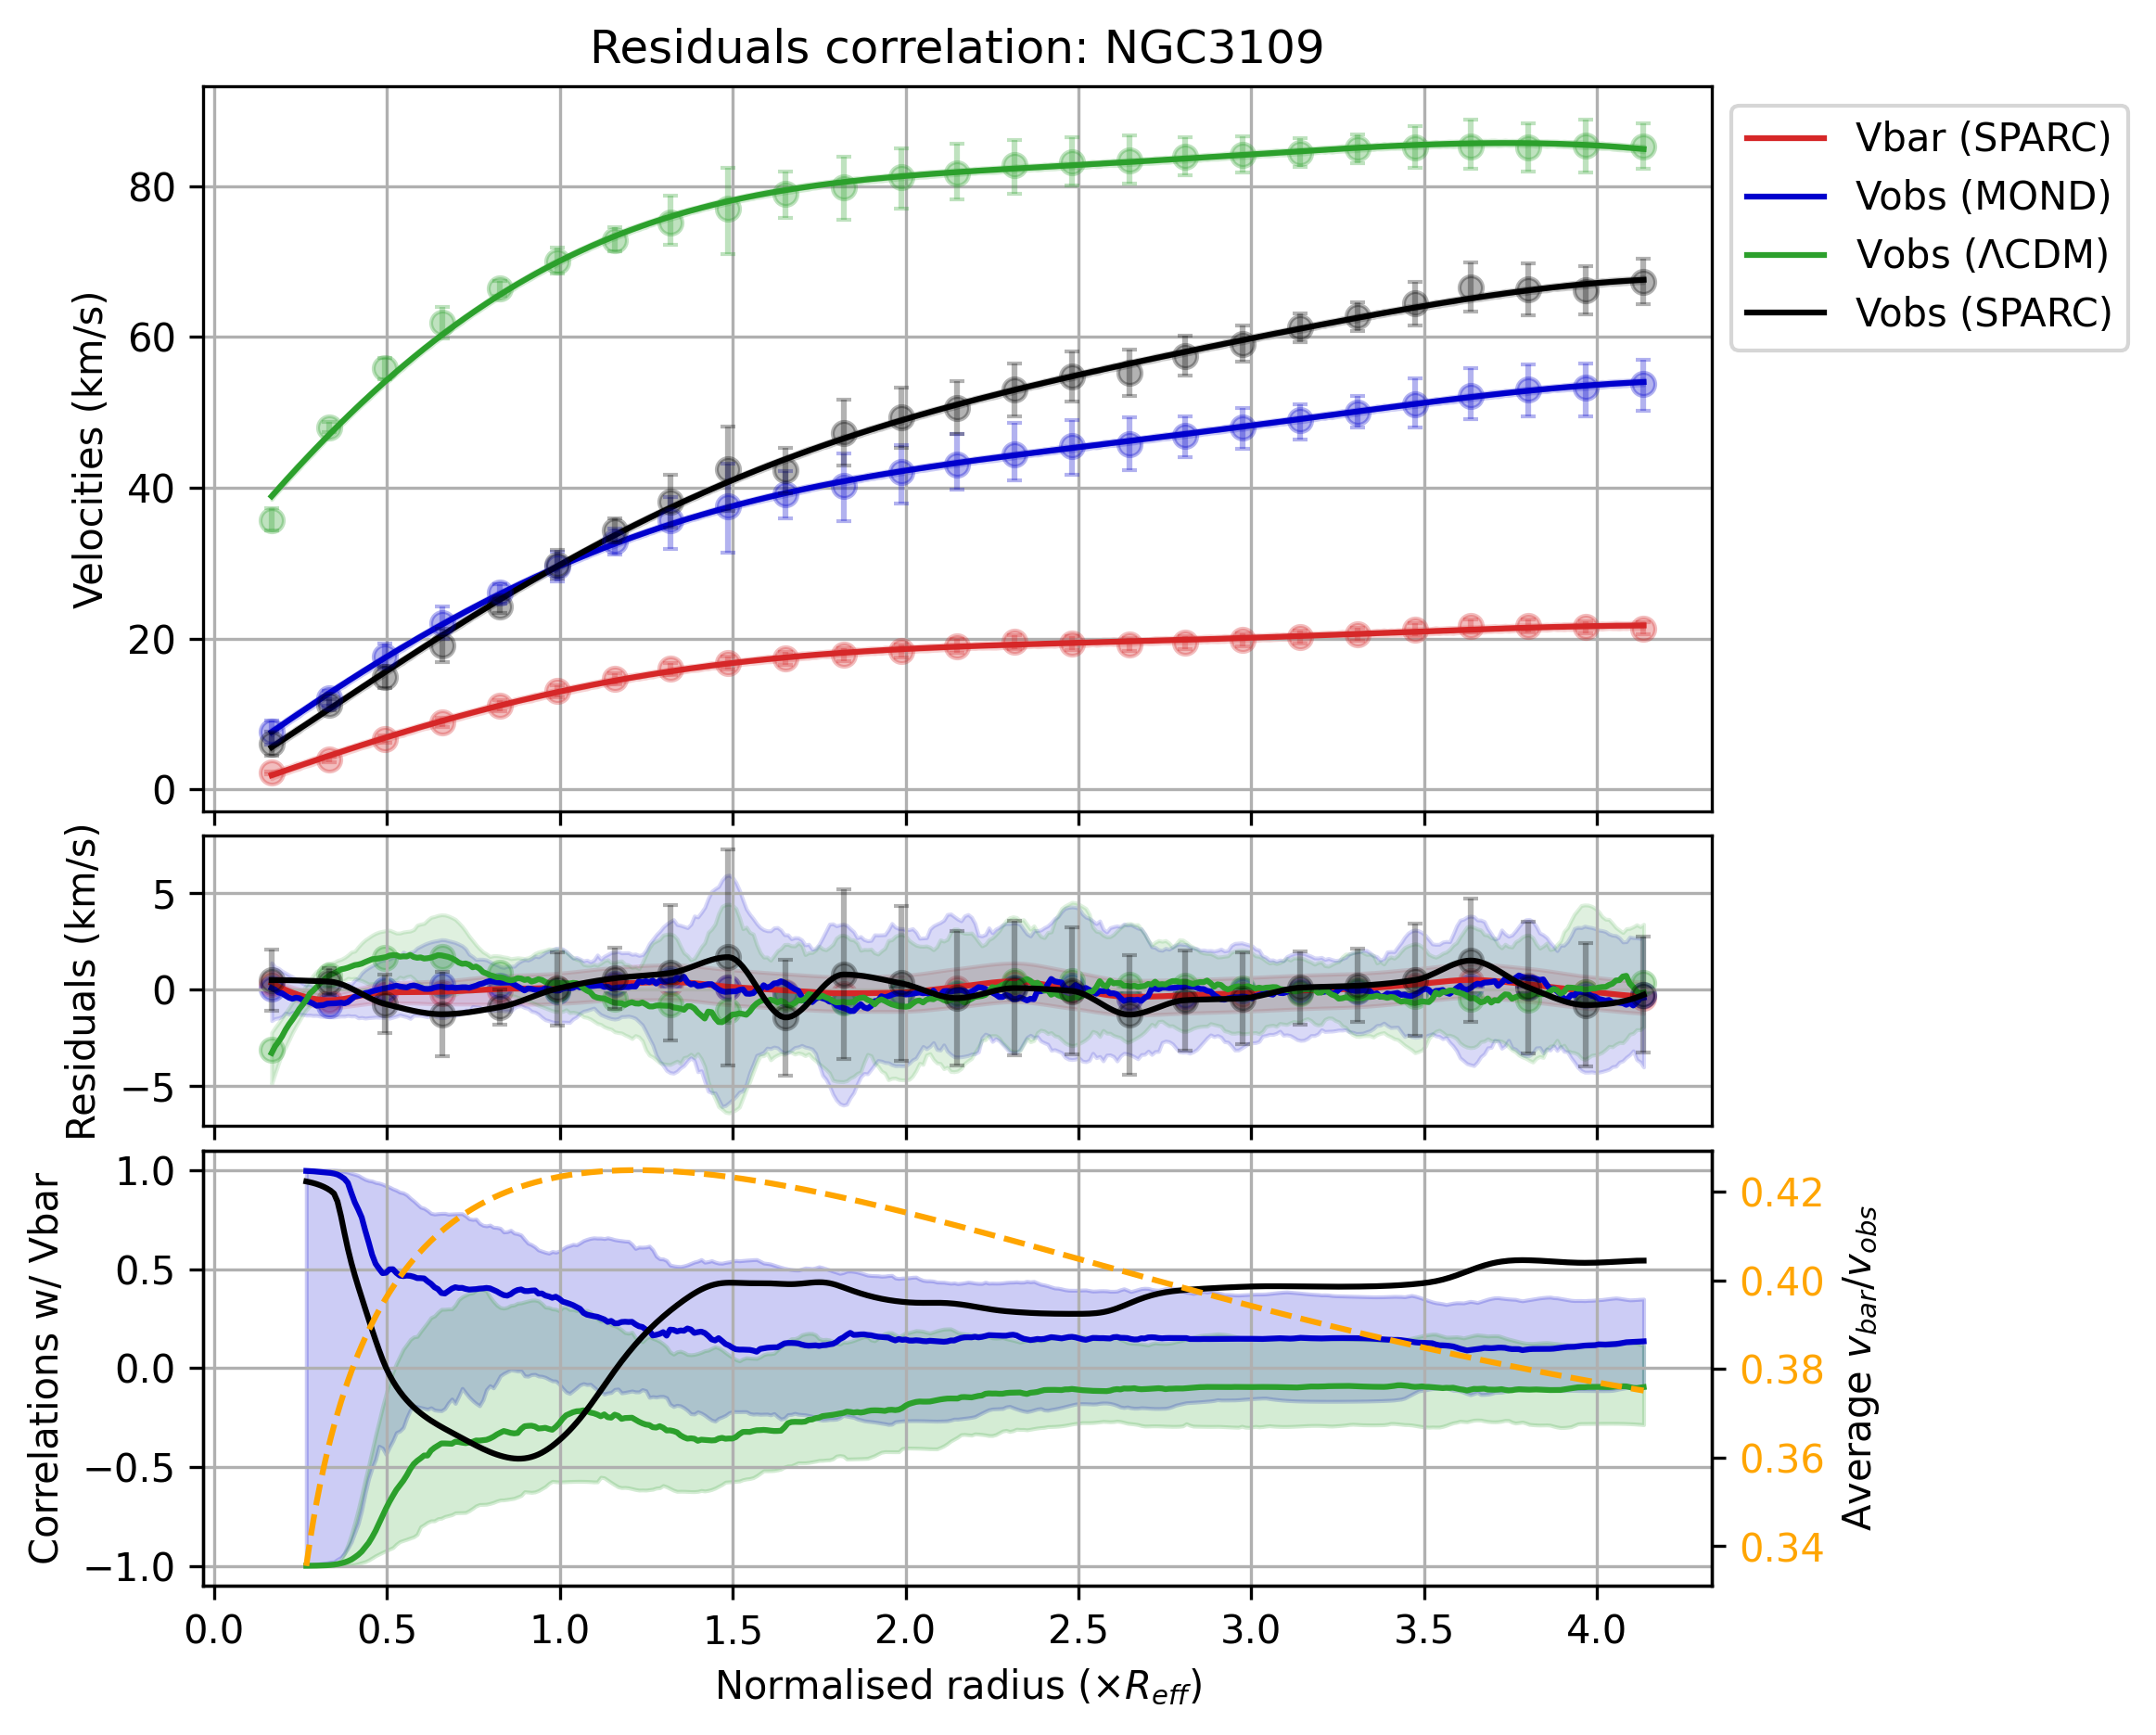 Residuals correlation: NGC3109
Velocities (km/s)
80
60
40
20
0
Vbar (SPARC)
Vobs (MOND)
Vobs (ΛCDM)
Vobs (SPARC)
Residuals (km/s)
5
0
−5
Correlations w/ Vbar
1.0
0.5
0.0
−0.5
−1.0
0.42
0.40
0.38
0.36
0.34
Average v_bar/v_obs
0.0 0.5 1.0 1.5 2.0 2.5 3.0 3.5 4.0
Normalised radius (×R_eff)